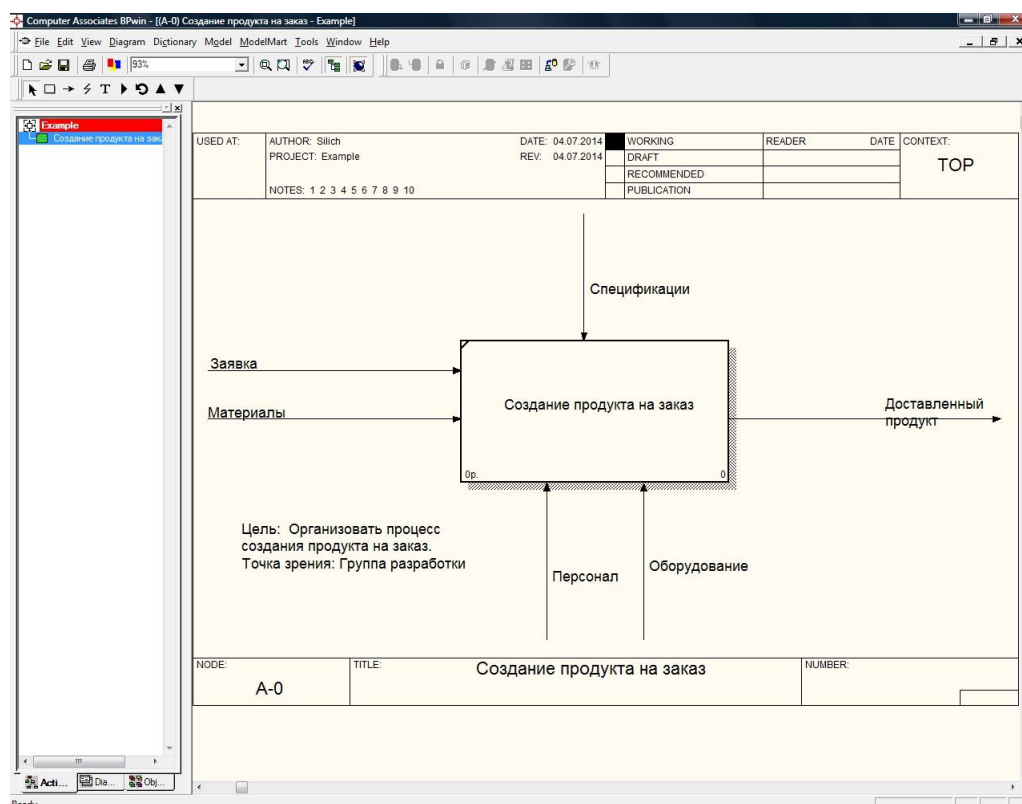 Computer Associates BPwin - [(A-0) Создание продукта на заказ - Example]
File Edit View Diagram Dictionary Model ModelMart Tools Window Help
93%
Example
Создание продукта на зак
USED AT:
AUTHOR: Silich
DATE: 04.07.2014
WORKING
READER
DATE
CONTEXT:
PROJECT: Example
REV: 04.07.2014
DRAFT
TOP
RECOMMENDED
NOTES: 1 2 3 4 5 6 7 8 9 10
PUBLICATION
Спецификации
Заявка
Материалы
Создание продукта на заказ
Доставленный
продукт
0р.
0
Цель: Организовать процесс
создания продукта на заказ.
Точка зрения: Группа разработки
Персонал
Оборудование
NODE:
TITLE:
NUMBER:
A-0
Создание продукта на заказ
Acti...
Dia...
Obj...